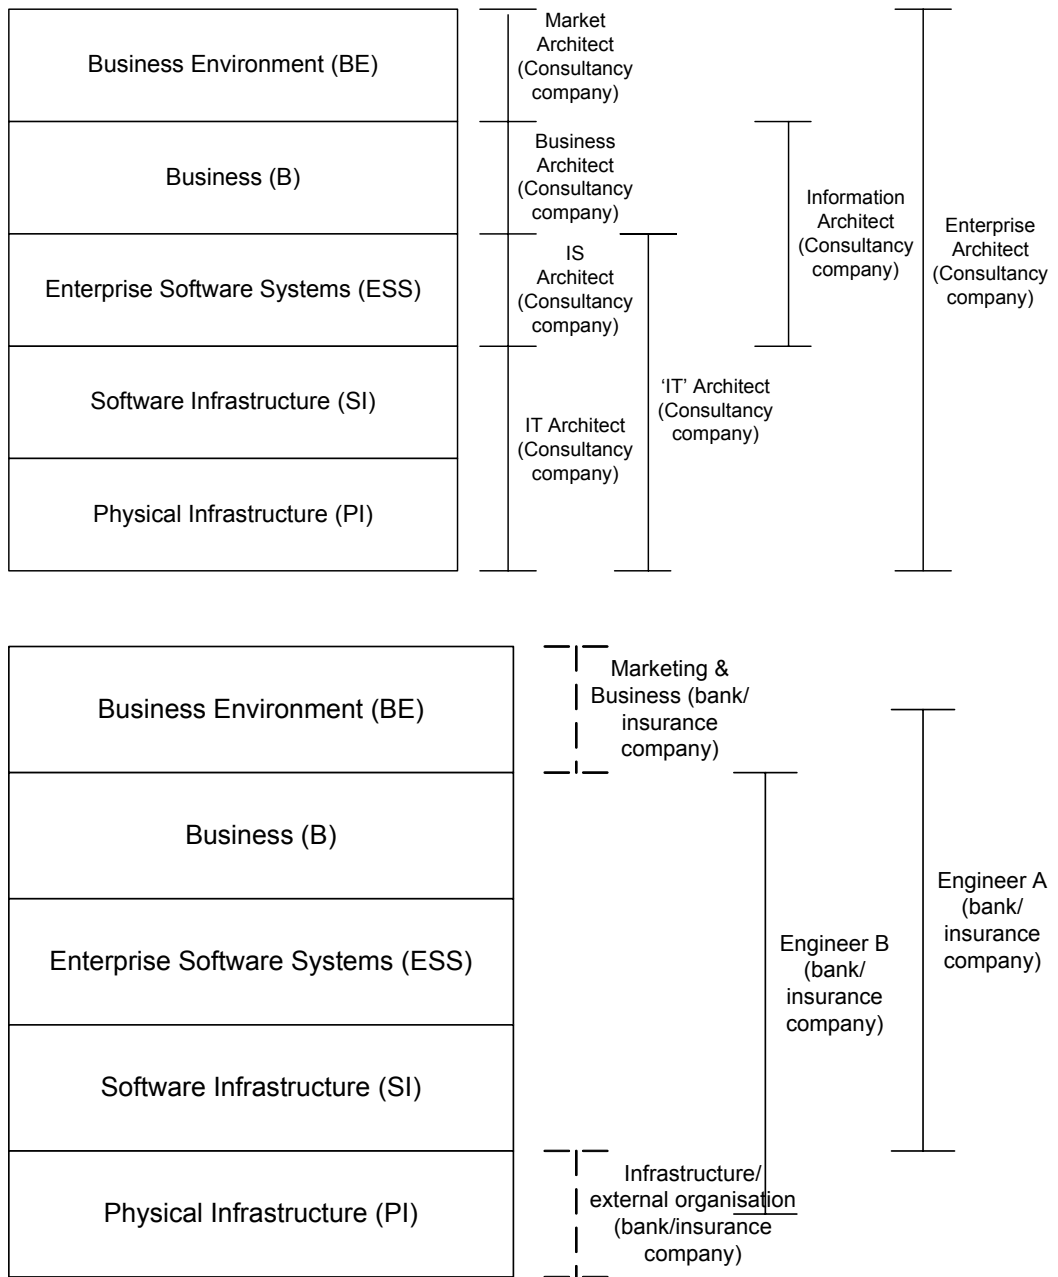 Business Environment (BE)
Business (B)
Enterprise Software Systems (ESS)
Software Infrastructure (SI)
Physical Infrastructure (PI)
Market
Architect
(Consultancy
company)
Business
Architect
(Consultancy
company)
IS
Architect
(Consultancy
company)
IT Architect
(Consultancy
company)
‘IT’ Architect
(Consultancy
company)
Information
Architect
(Consultancy
company)
Enterprise
Architect
(Consultancy
company)
Business Environment (BE)
Business (B)
Enterprise Software Systems (ESS)
Software Infrastructure (SI)
Physical Infrastructure (PI)
Marketing &
Business (bank/
insurance
company)
Infrastructure/
external organisation
(bank/insurance
company)
Engineer B
(bank/
insurance
company)
Engineer A
(bank/
insurance
company)